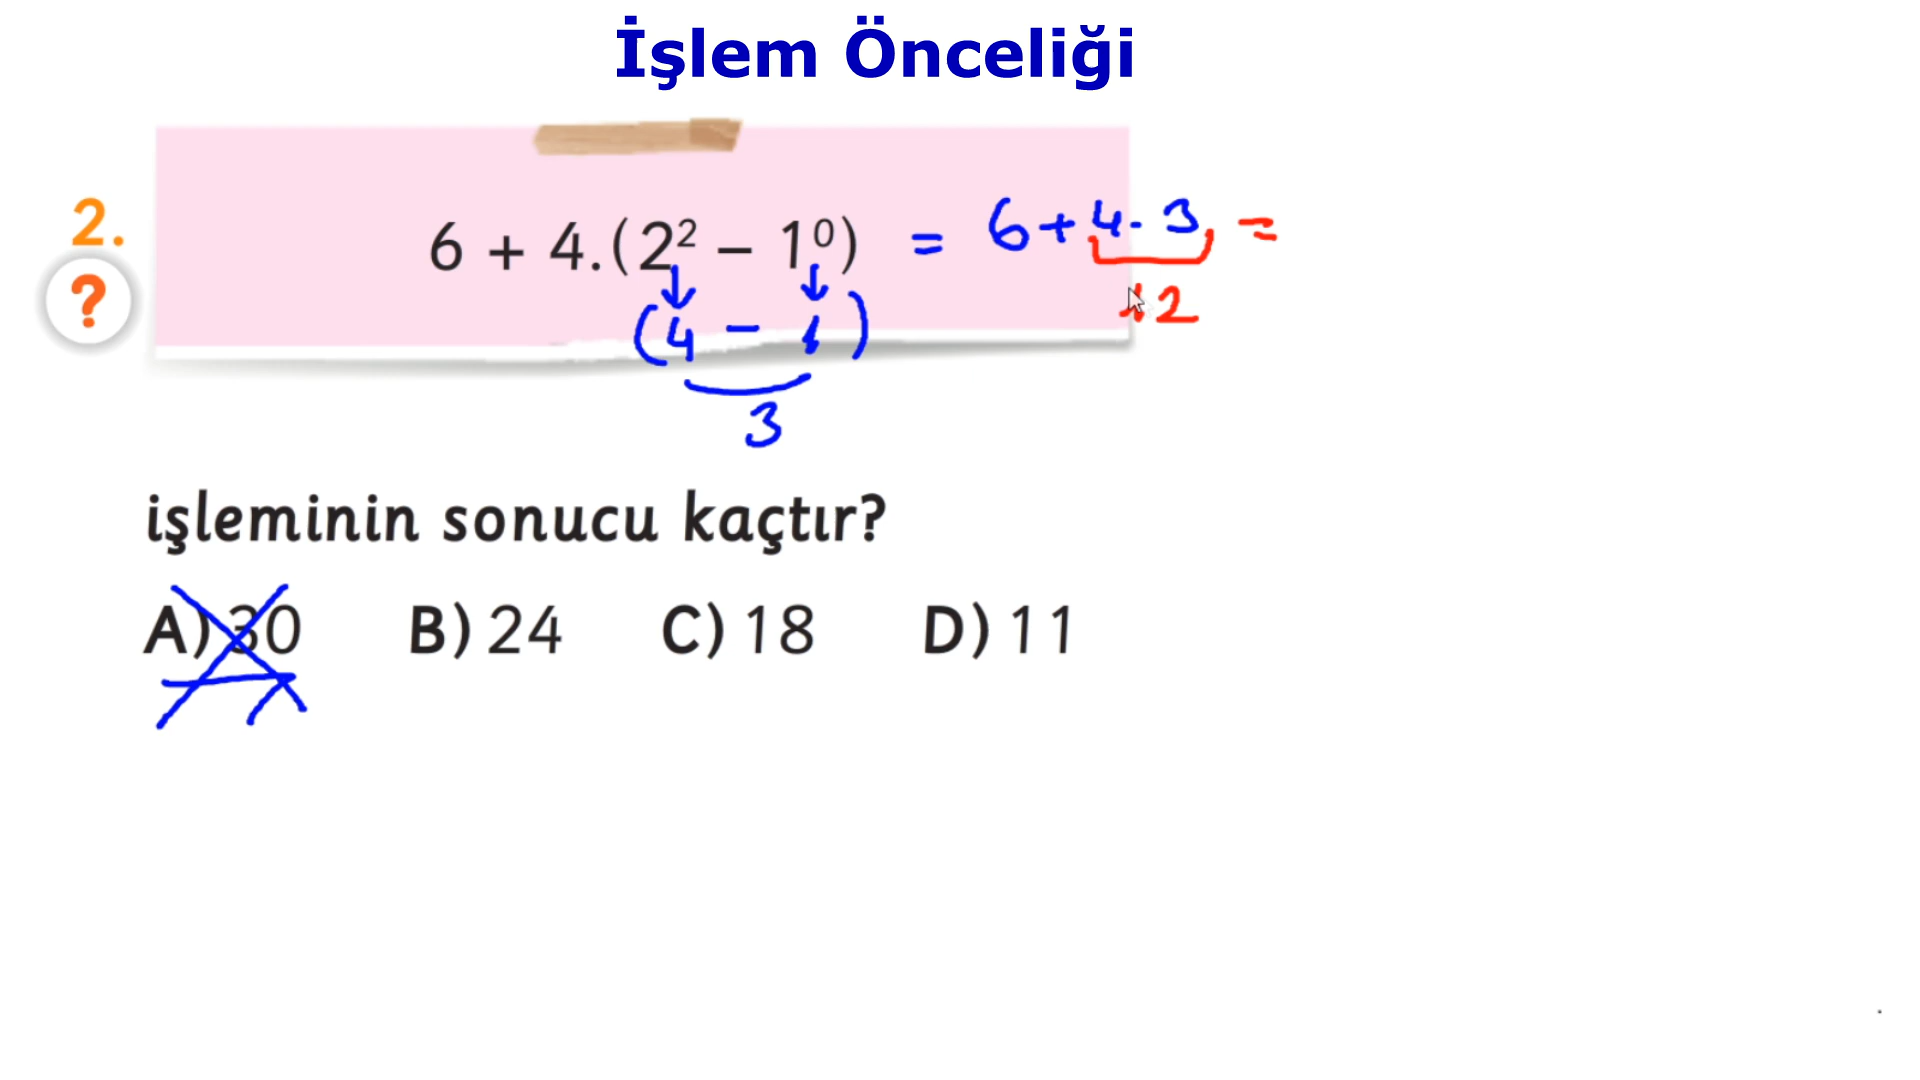 İşlem Önceliği
2.
?
6 + 4.(2² – 1⁰) = 6+4.3 =
12
(4 - 1)
3
işleminin sonucu kaçtır?
A) 30 B) 24 C) 18 D) 11